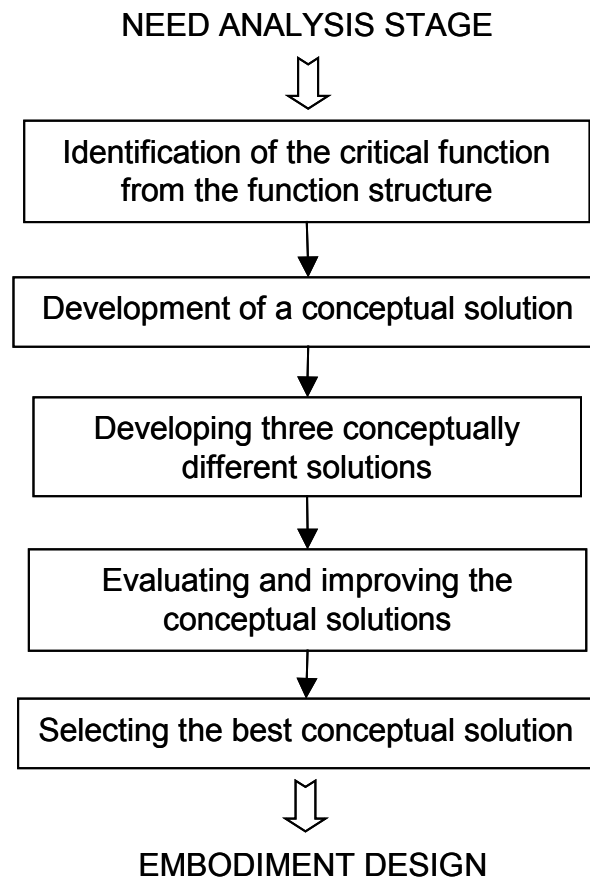 NEED ANALYSIS STAGE
Identification of the critical function
from the function structure
Development of a conceptual solution
Developing three conceptually
different solutions
Evaluating and improving the
conceptual solutions
Selecting the best conceptual solution
EMBODIMENT DESIGN